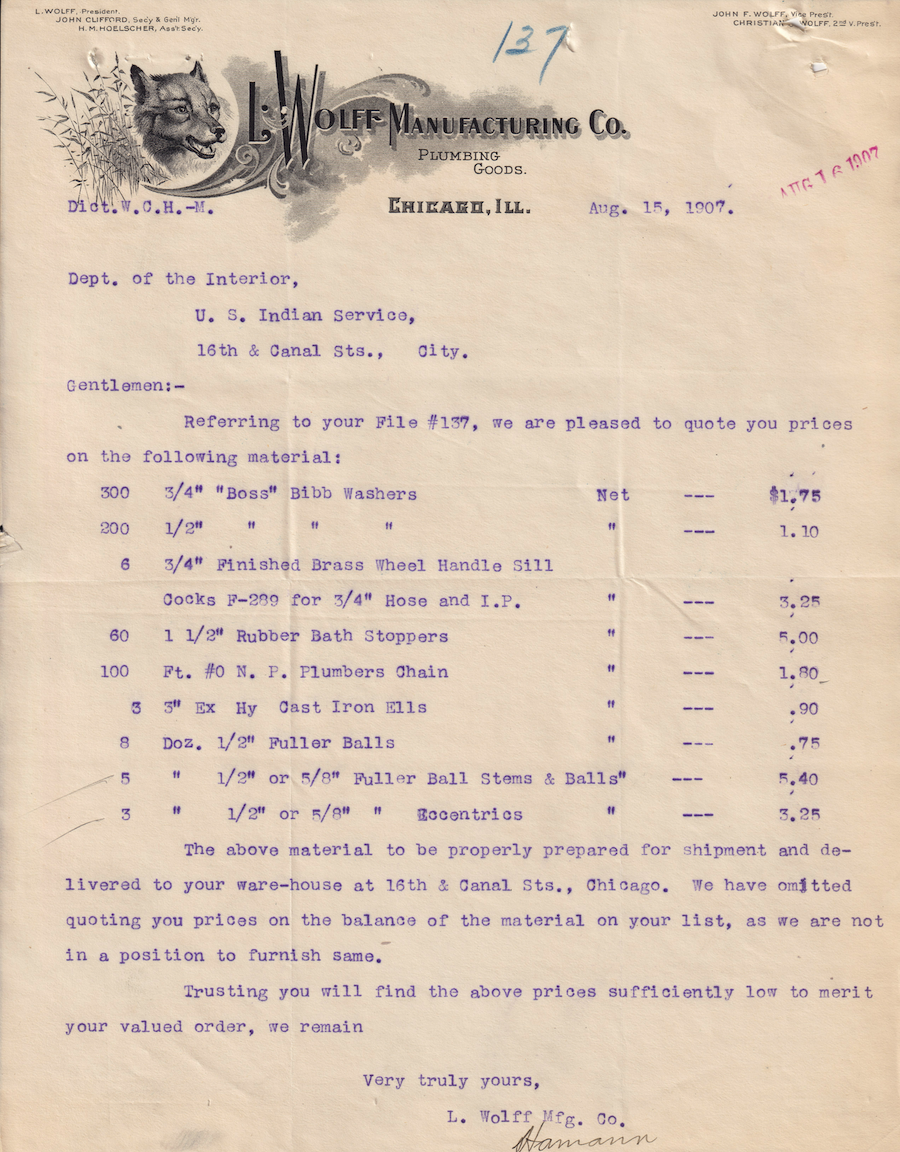 L. WOLFF, President.
JOHN CLIFFORD, Sec'y & Gen'l Mgr.
H. M. HOELSCHER, Ass't Sec'y.
JOHN F. WOLFF, Vice Pres't.
CHRISTIAN WOLFF, 2nd V. Pres't.
137
L. WOLFF MANUFACTURING CO.
PLUMBING
GOODS.
AUG 16 1907
Dict.W.C.H.-M.
CHICAGO, ILL.
Aug. 15, 1907.
Dept. of the Interior,
U. S. Indian Service,
16th & Canal Sts., City.
Gentlemen:-
Referring to your File #137, we are pleased to quote you prices
on the following material:
300 3/4" "Boss" Bibb Washers Net --- $1.75
200 1/2" " " " " --- 1.10
6 3/4" Finished Brass Wheel Handle Sill
Cocks F-289 for 3/4" Hose and I.P. " --- 3.25
60 1 1/2" Rubber Bath Stoppers " --- 5.00
100 Ft. #0 N. P. Plumbers Chain " --- 1.80
3 3" Ex Hy Cast Iron Ells " --- .90
8 Doz. 1/2" Fuller Balls " --- .75
5 " 1/2" or 5/8" Fuller Ball Stems & Balls" --- 5.40
3 " 1/2" or 5/8" " Eccentrics " --- 3.25
The above material to be properly prepared for shipment and de-
livered to your ware-house at 16th & Canal Sts., Chicago. We have omitted
quoting you prices on the balance of the material on your list, as we are not
in a position to furnish same.
Trusting you will find the above prices sufficiently low to merit
your valued order, we remain
Very truly yours,
L. Wolff Mfg. Co.
Hamann